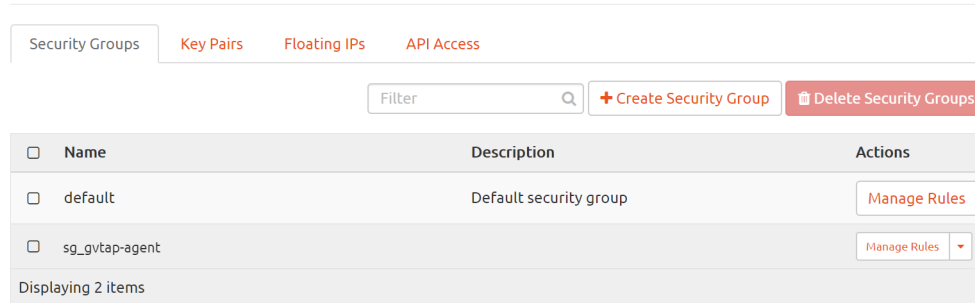 Security Groups Key Pairs Floating IPs API Access
Filter + Create Security Group Delete Security Groups
Name Description Actions
default Default security group Manage Rules
sg_gvtap-agent Manage Rules
Displaying 2 items